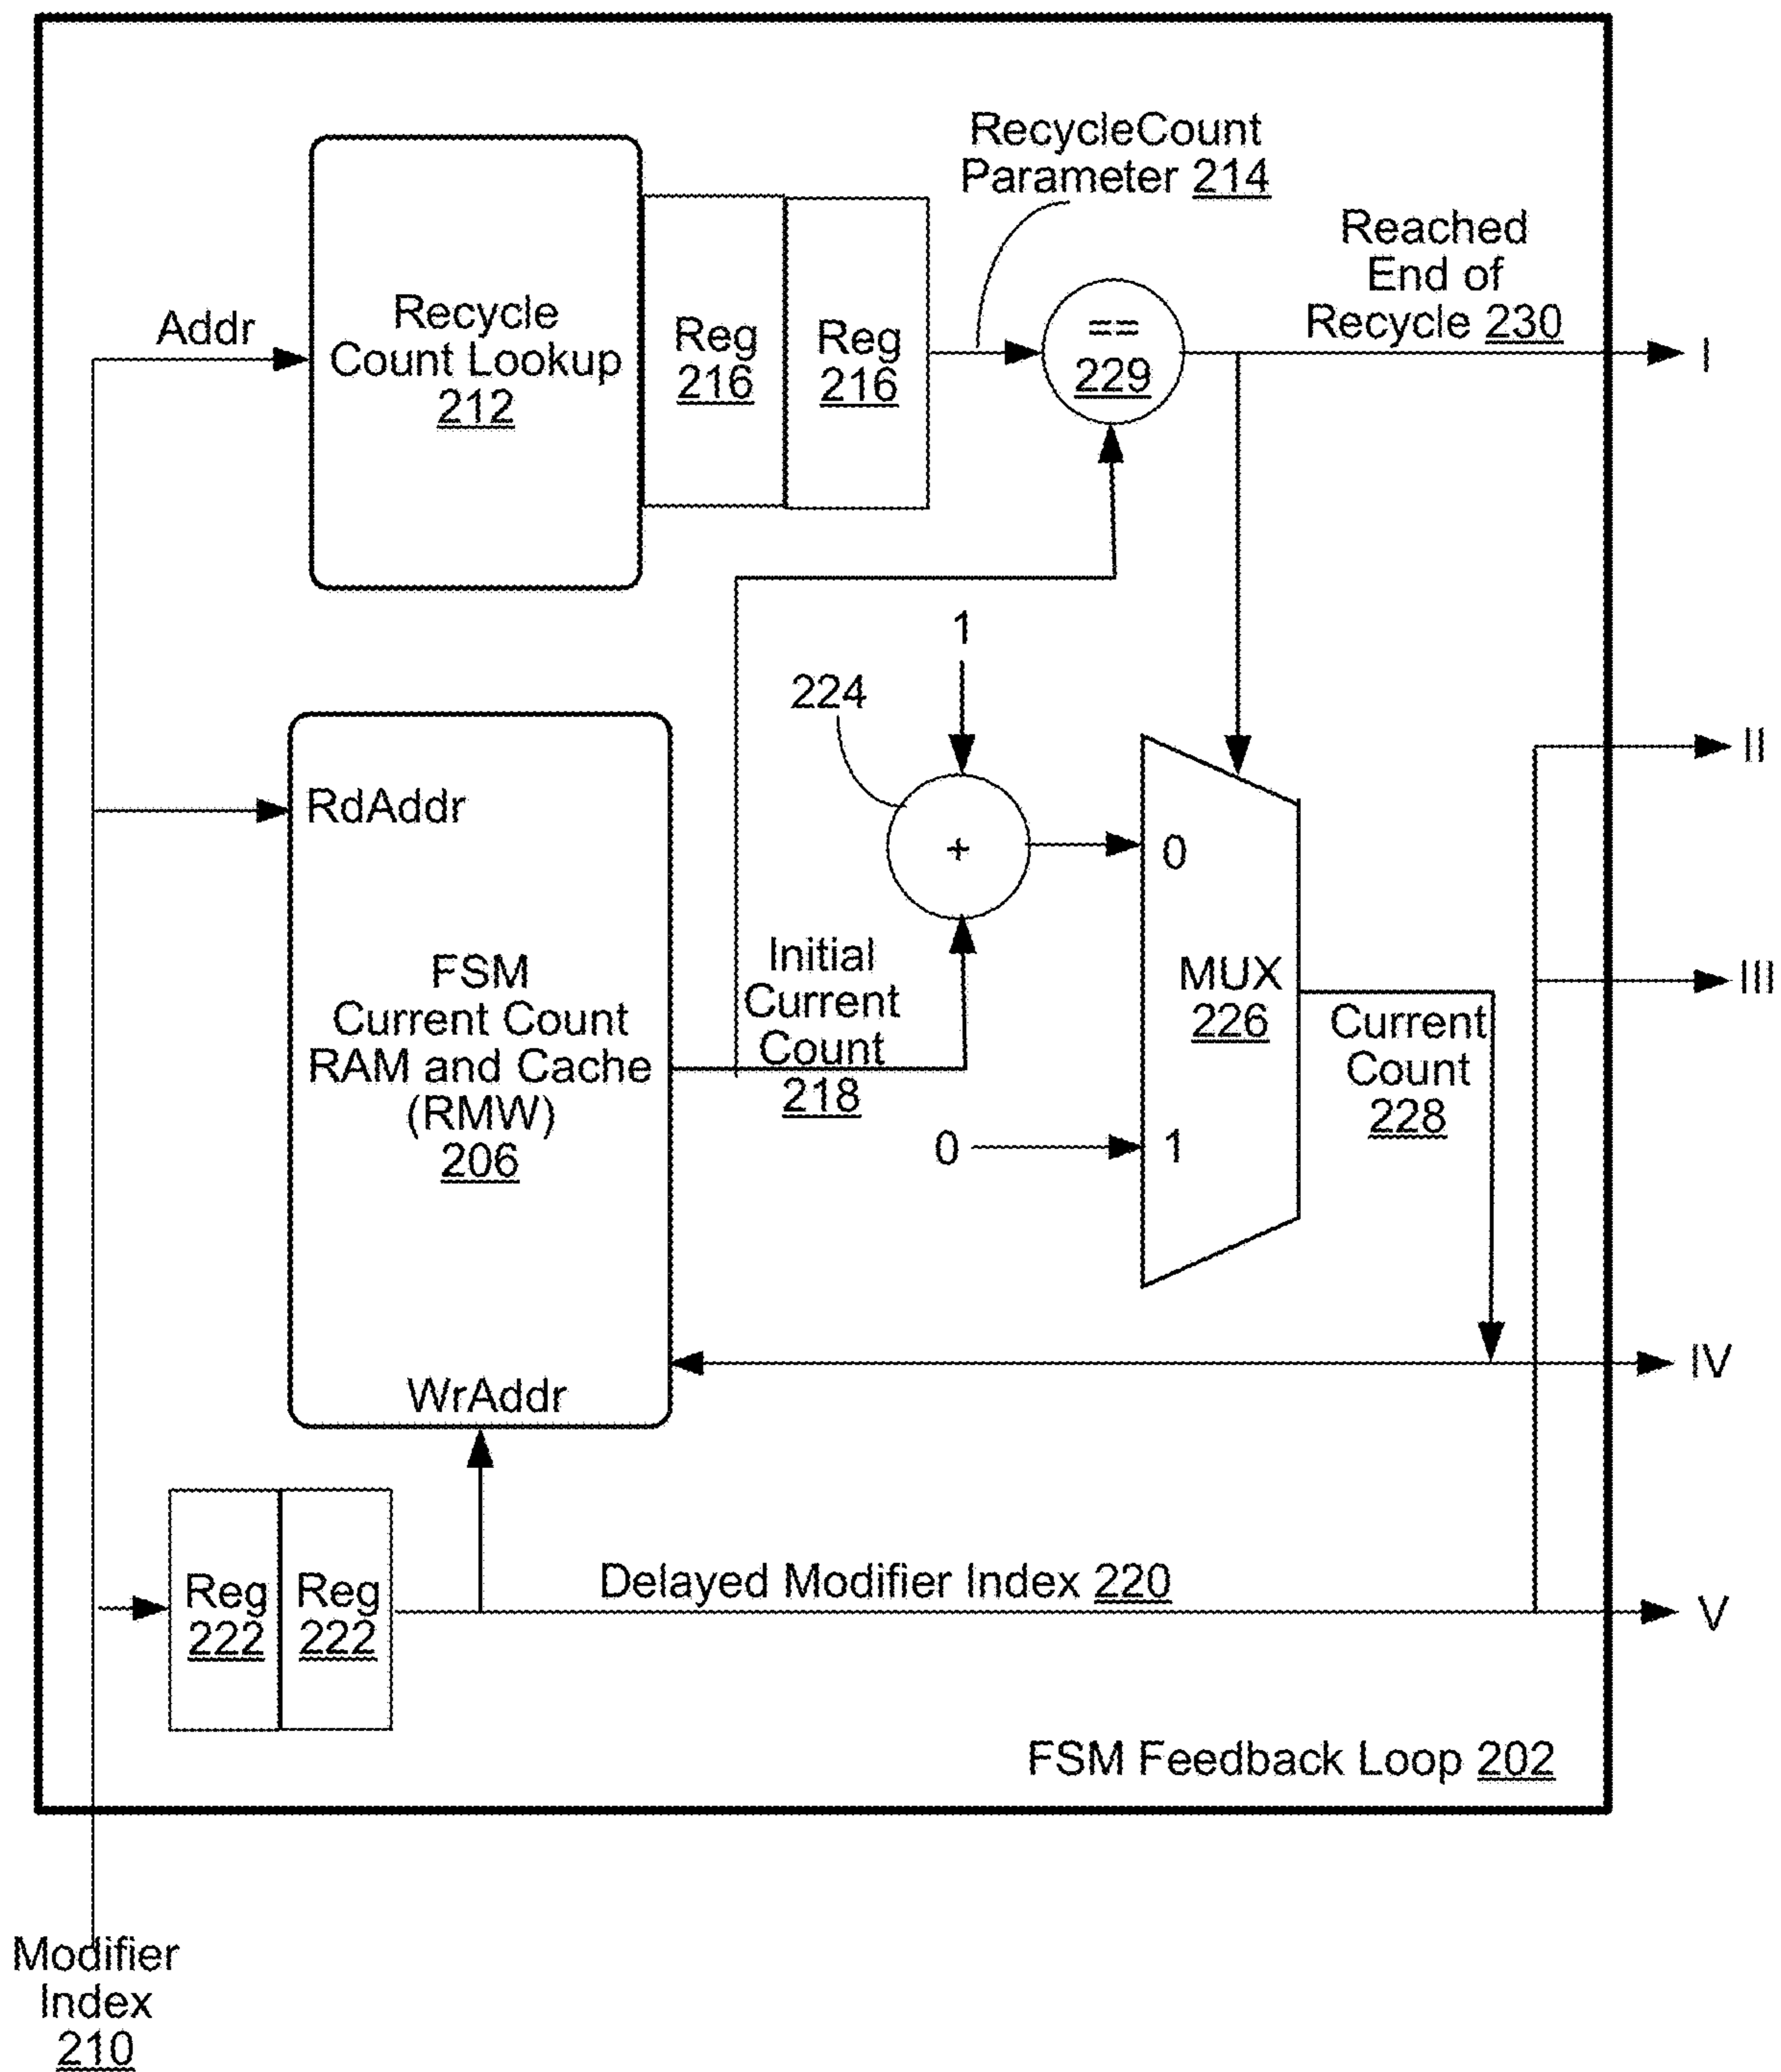 RecycleCount
Parameter 214
Reached
End of
Recycle 230
I
Addr
Recycle
Count Lookup
212
Reg
216
Reg
216
==
229
1
224
II
RdAddr
+
0
FSM
Current Count
RAM and Cache
(RMW)
206
Initial
Current
Count
218
MUX
226
III
Current
Count
228
0
1
IV
WrAddr
Reg
222
Reg
222
Delayed Modifier Index 220
V
FSM Feedback Loop 202
Modifier
Index
210